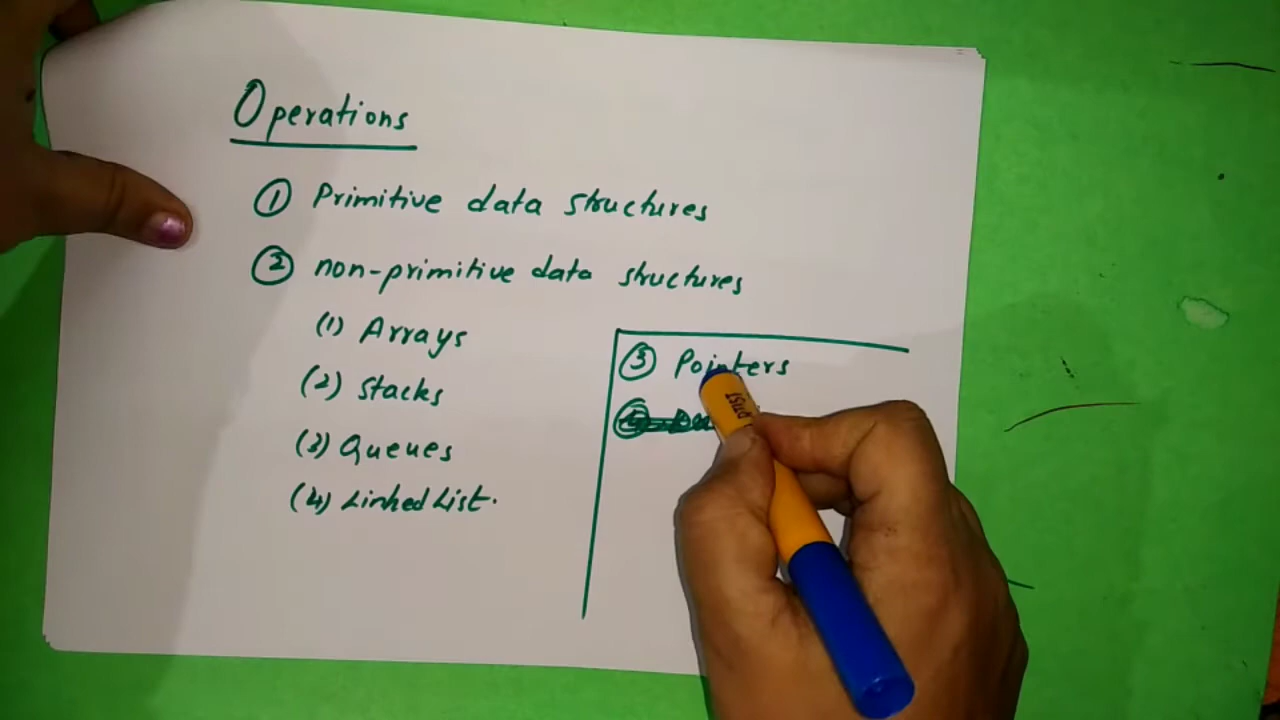 Operations
① Primitive data structures
② non-primitive data structures
(1) Arrays
(2) Stacks
(3) Queues
(4) Linked List.
③ Pointers